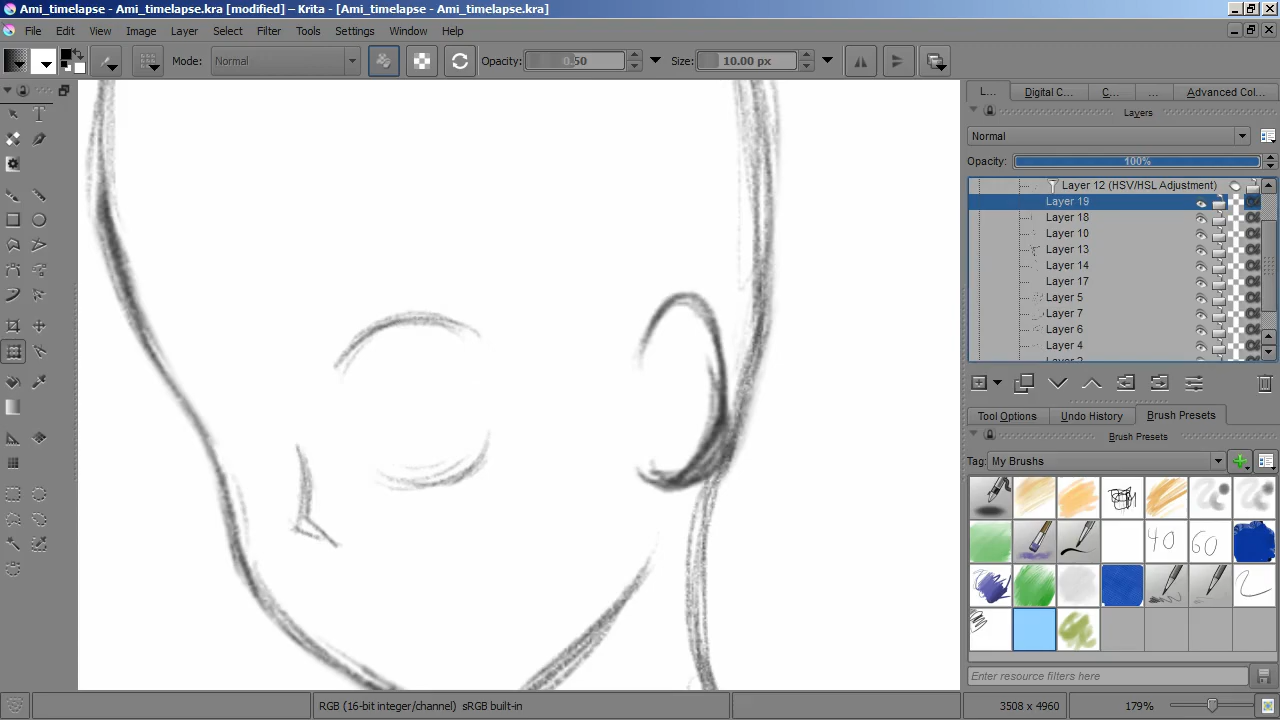 Ami_timelapse - Ami_timelapse.kra [modified] – Krita - [Ami_timelapse - Ami_timelapse.kra]
File Edit View Image Layer Select Filter Tools Settings Window Help
Mode: Normal Opacity: 0.50 Size: 10.00 px
L... Digital C... C... ... Advanced Col...
Layers
Normal
Opacity: 100%
Layer 12 (HSV/HSL Adjustment)
Layer 19
Layer 18
Layer 10
Layer 13
Layer 14
Layer 17
Layer 5
Layer 7
Layer 6
Layer 4
Tool Options Undo History Brush Presets
Brush Presets
Tag: My Brushs
40 60
Enter resource filters here
RGB (16-bit integer/channel) sRGB built-in 3508 x 4960 179%